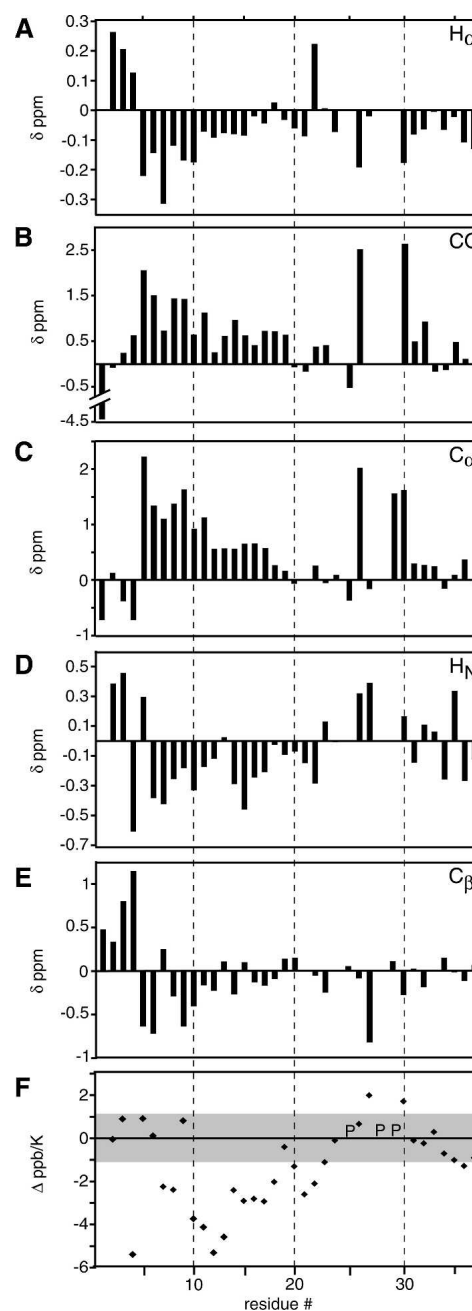 A
Hα
δ ppm
0.3
0.2
0.1
0
-0.1
-0.2
-0.3
B
δ ppm
2.5
1.5
0.5
-0.5
-4.5
C
Cα
δ ppm
2
1
0
-1
D
δ ppm
0.5
0.3
0.1
-0.1
-0.3
-0.5
-0.7
E
Cβ
δ ppm
1
0.5
0
-0.5
-1
F
Δ ppb/K
2
0
-2
-4
-6
P
P P
10
20
30
residue #